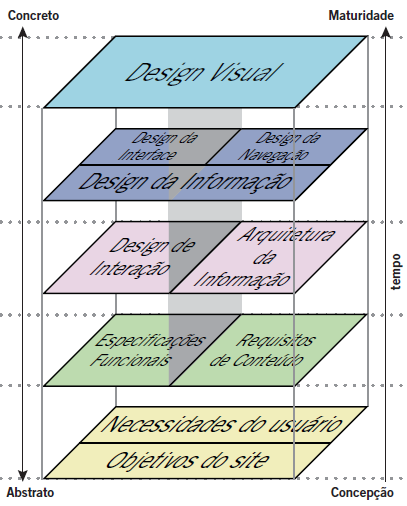 Concreto
Maturidade
Design Visual
Design da
Interface
Design da
Navegação
Design da Informação
Design de
Interação
Arquitetura
da
Informação
tempo
Especificações
Funcionais
Requisitos
de Conteúdo
Necessidades do usuário
Objetivos do site
Abstrato
Concepção